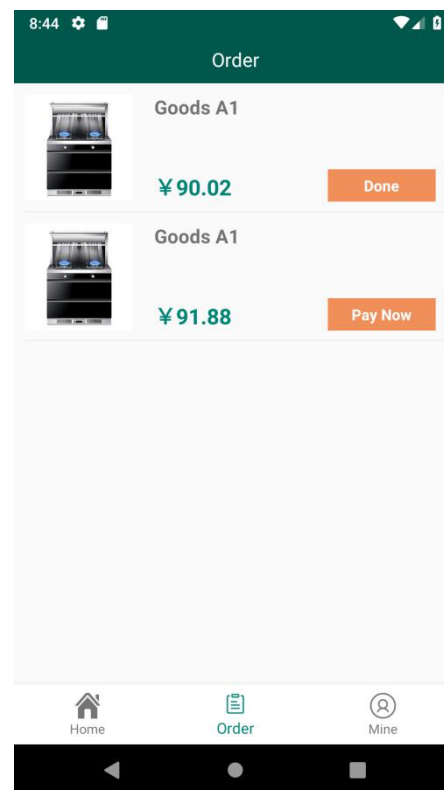 8:44
Order
Goods A1
￥90.02
Done
Goods A1
￥91.88
Pay Now
Home
Order
Mine